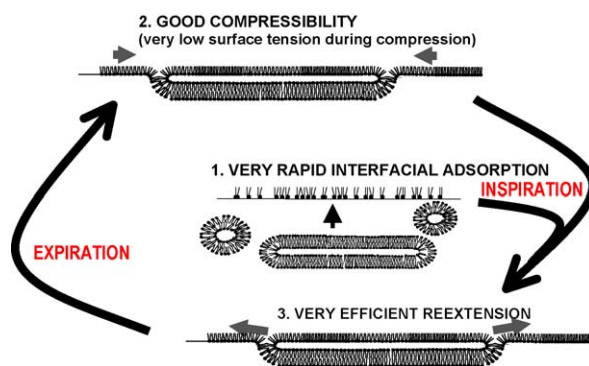 2. GOOD COMPRESSIBILITY
(very low surface tension during compression)
1. VERY RAPID INTERFACIAL ADSORPTION
INSPIRATION
EXPIRATION
3. VERY EFFICIENT REEXTENSION